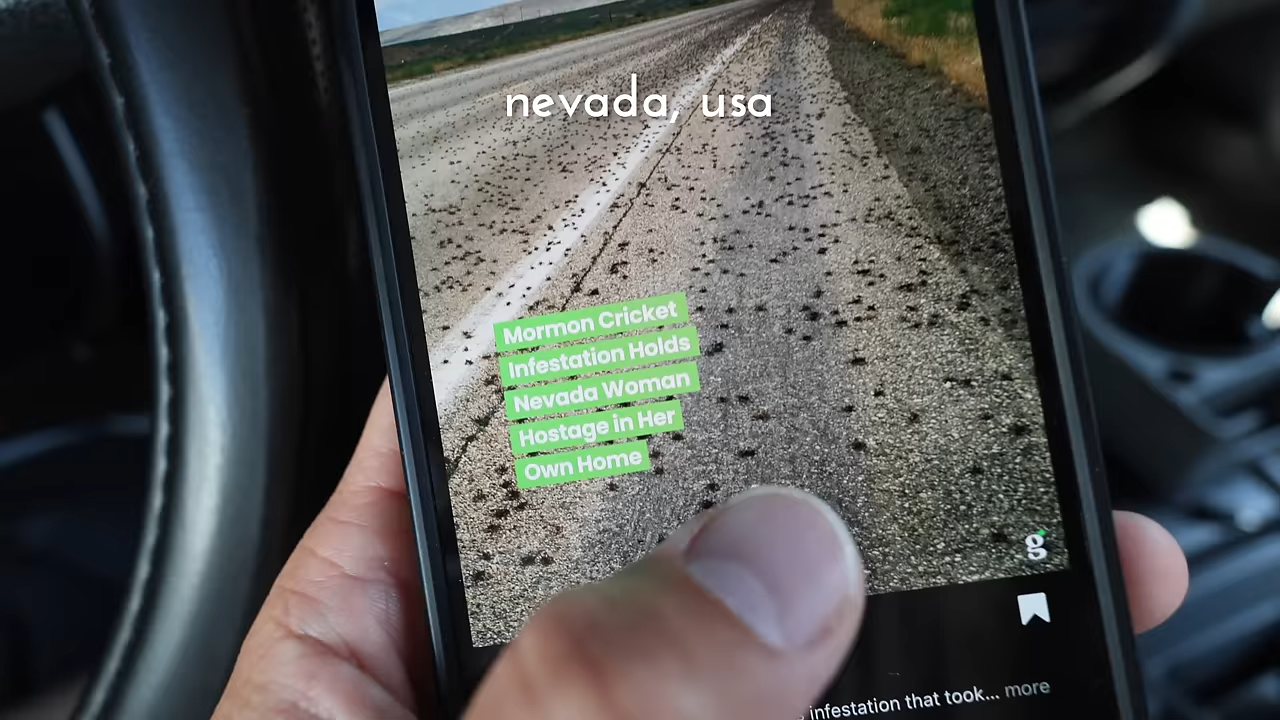 nevada, usa
Mormon Cricket
Infestation Holds
Nevada Woman
Hostage in Her
Own Home
g
infestation that took... more